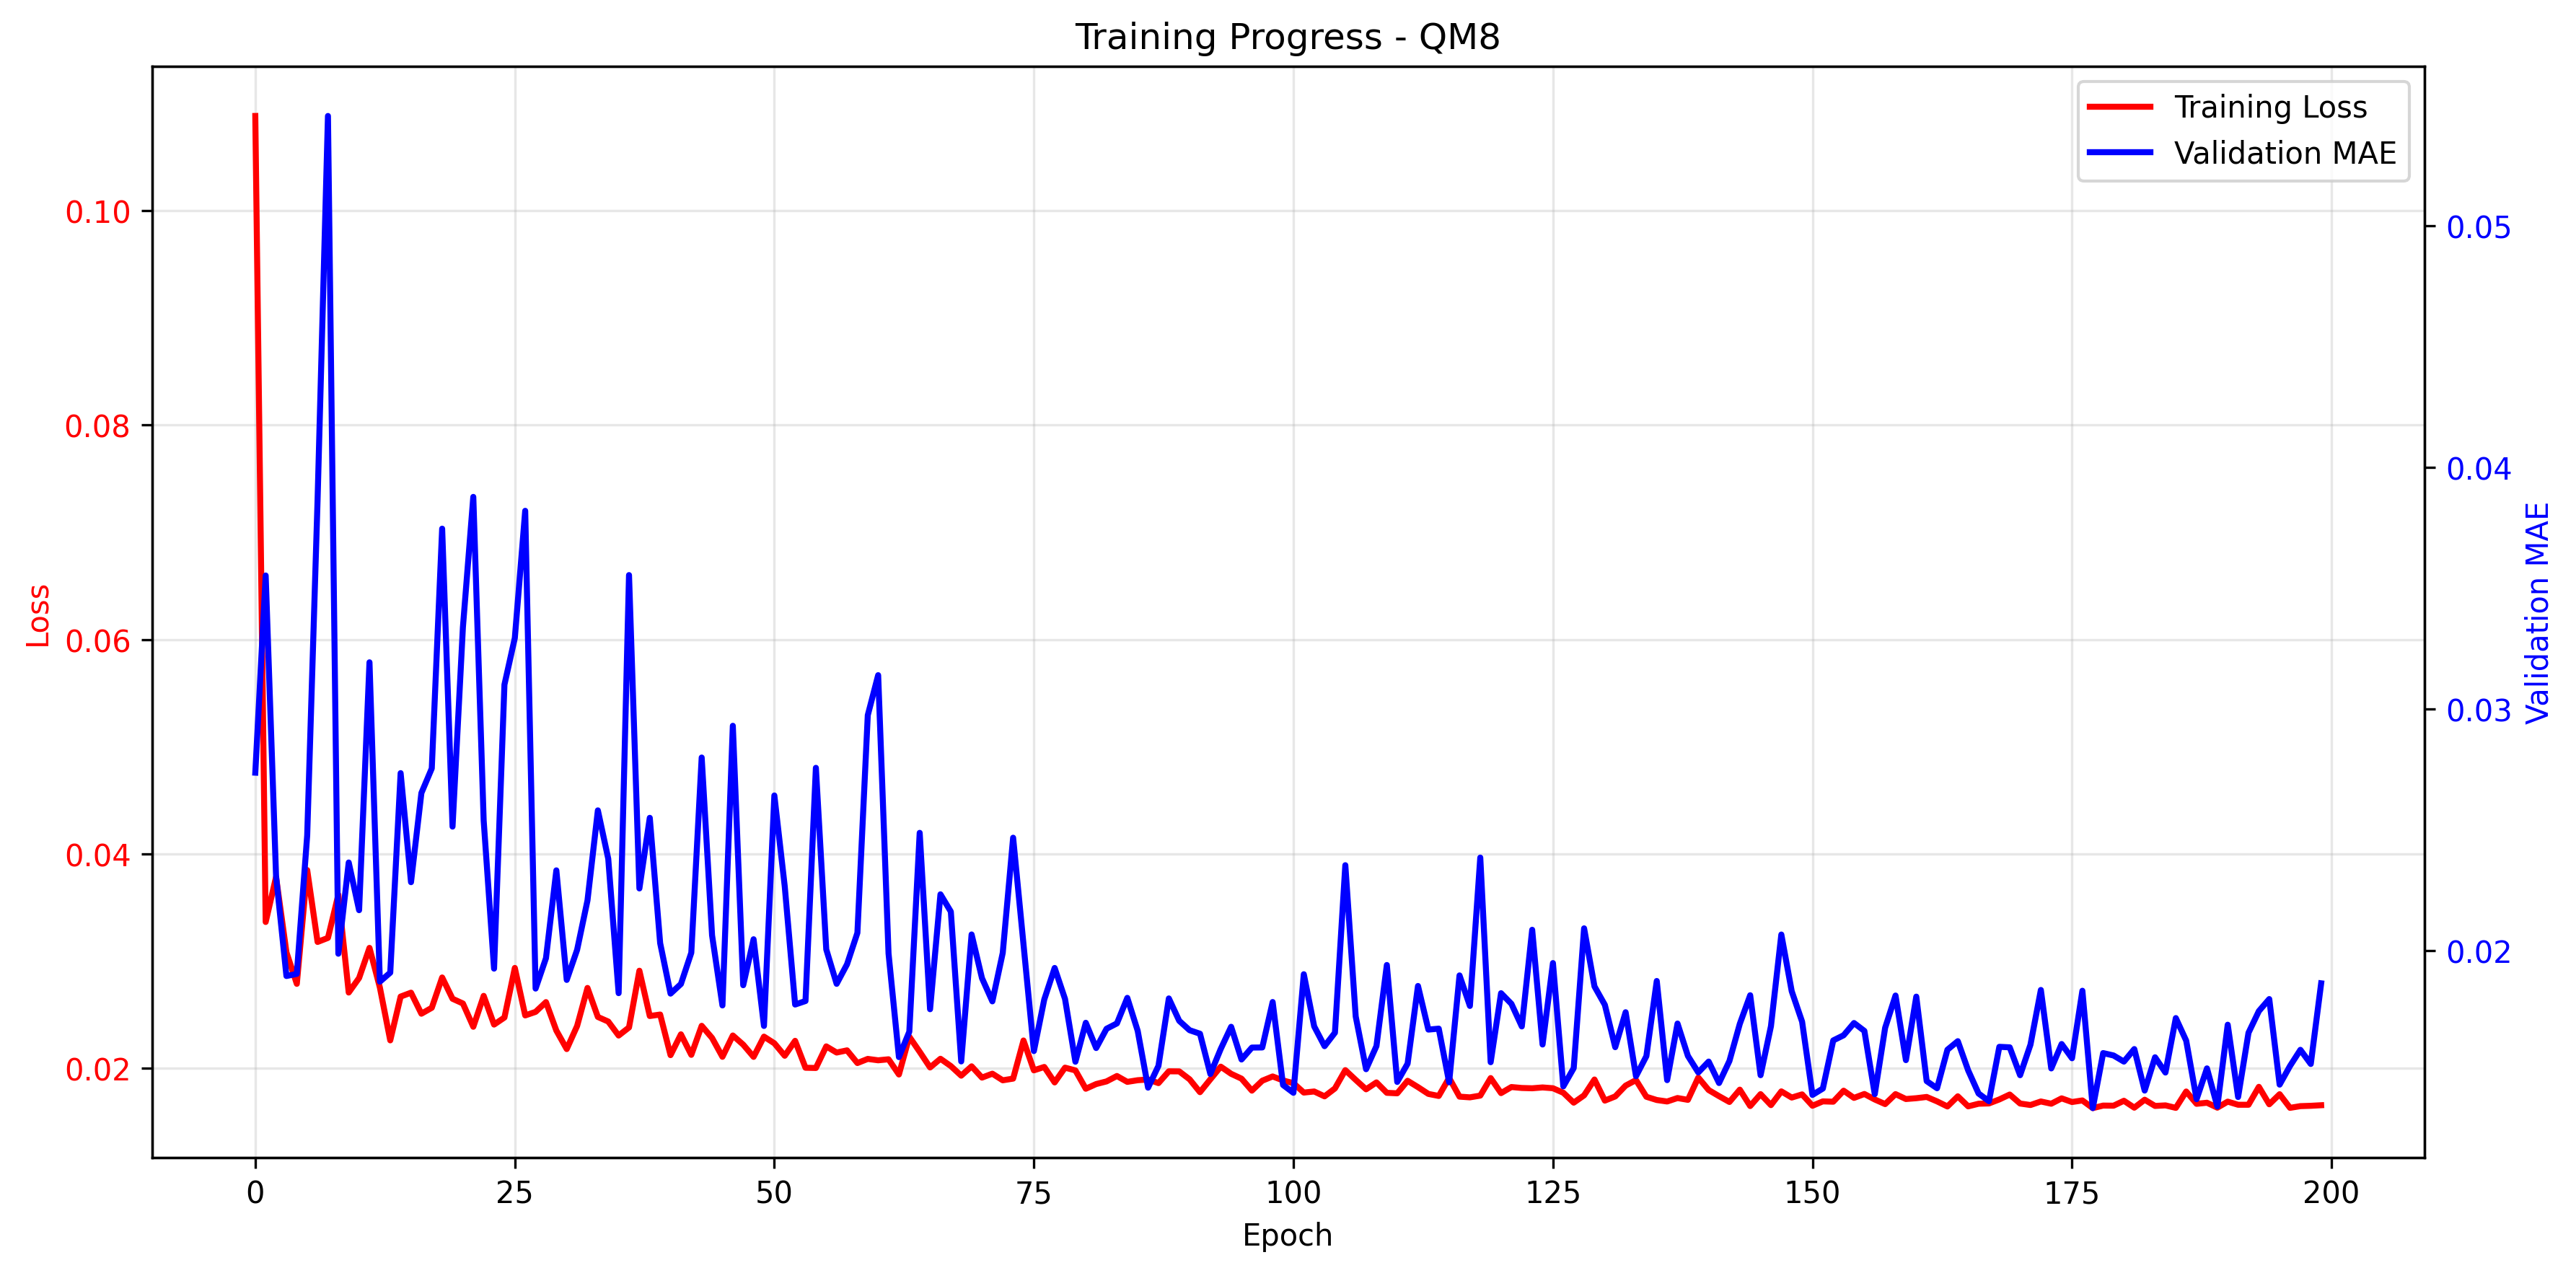 Training Progress - QM8
Training Loss
Validation MAE
0.10
0.08
0.06
0.04
0.02
Loss
0.05
0.04
0.03
0.02
Validation MAE
0 25 50 75 100 125 150 175 200
Epoch